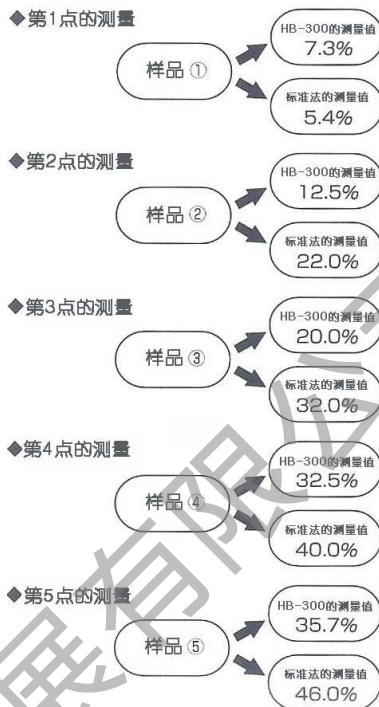 ◆第1点的测量
HB-300的测量值
7.3%
样品 ①
标准法的测量值
5.4%
◆第2点的测量
HB-300的测量值
12.5%
样品 ②
标准法的测量值
22.0%
◆第3点的测量
HB-300的测量值
20.0%
样品 ③
标准法的测量值
32.0%
◆第4点的测量
HB-300的测量值
32.5%
样品 ④
标准法的测量值
40.0%
◆第5点的测量
HB-300的测量值
35.7%
样品 ⑤
标准法的测量值
46.0%
展有限公